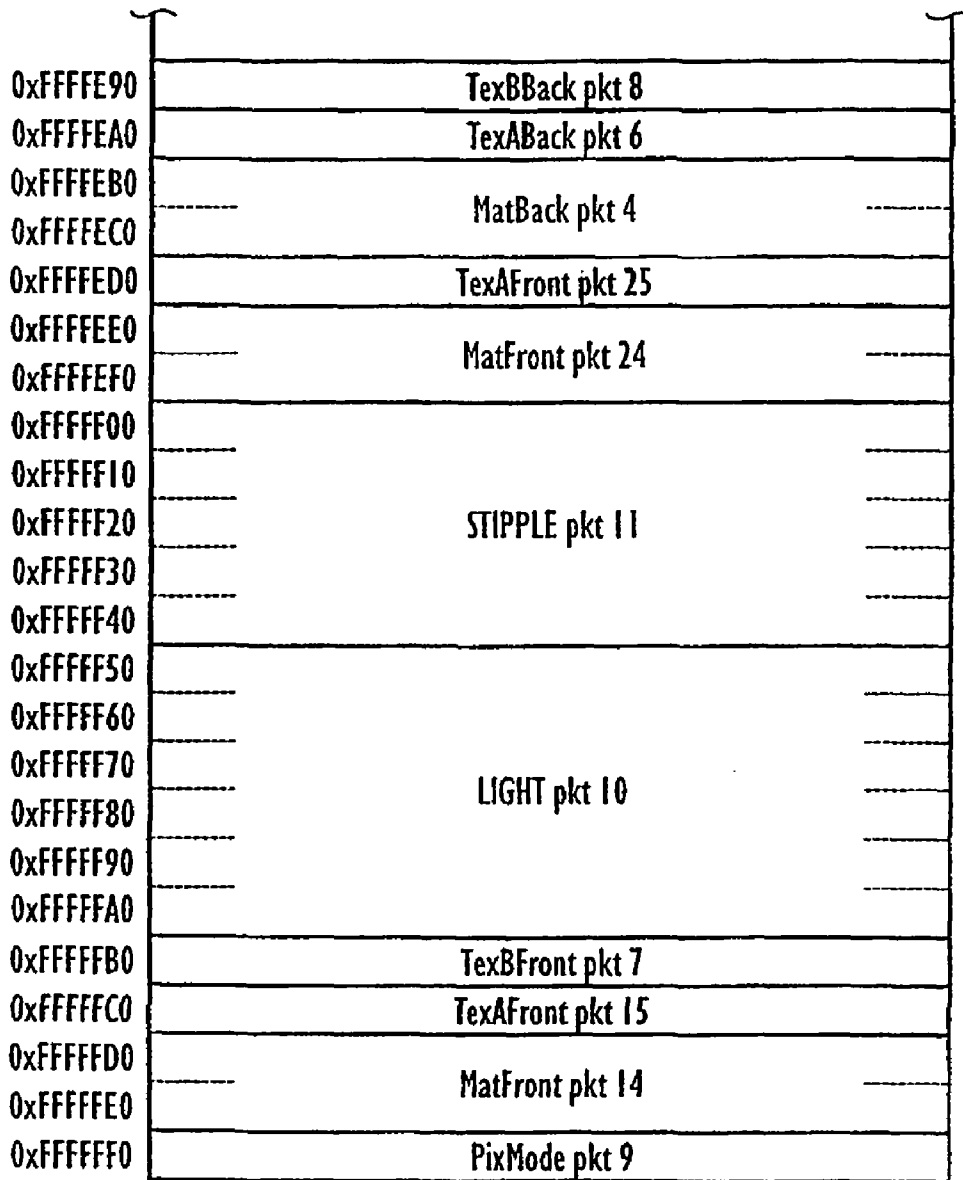 0xFFFFE90 TexBBack pkt 8
0xFFFFEA0 TexABack pkt 6
0xFFFFEB0
MatBack pkt 4
0xFFFFEC0
0xFFFFED0 TexAFront pkt 25
0xFFFFEE0
MatFront pkt 24
0xFFFFEF0
0xFFFFF00
0xFFFFF10
0xFFFFF20 STIPPLE pkt 11
0xFFFFF30
0xFFFFF40
0xFFFFF50
0xFFFFF60
0xFFFFF70
LIGHT pkt 10
0xFFFFF80
0xFFFFF90
0xFFFFFA0
0xFFFFFB0 TexBFront pkt 7
0xFFFFFC0 TexAFront pkt 15
0xFFFFFD0
MatFront pkt 14
0xFFFFFE0
0xFFFFFF0 PixMode pkt 9